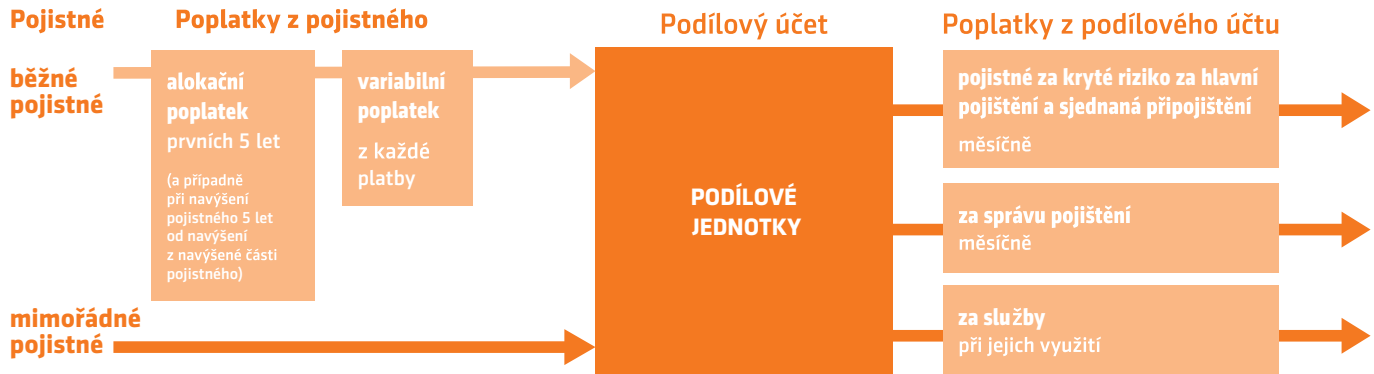 Pojistné
Poplatky z pojistného
Podílový účet
Poplatky z podílového účtu
běžné
pojistné
alokační
poplatek
prvních 5 let
(a případně
při navýšení
pojistného 5 let
od navýšení
z navýšené části
pojistného)
variabilní
poplatek
z každé
platby
mimořádné
pojistné
PODÍLOVÉ
JEDNOTKY
pojistné za kryté riziko za hlavní
pojištění a sjednaná připojištění
měsíčně
za správu pojištění
měsíčně
za služby
při jejich využití